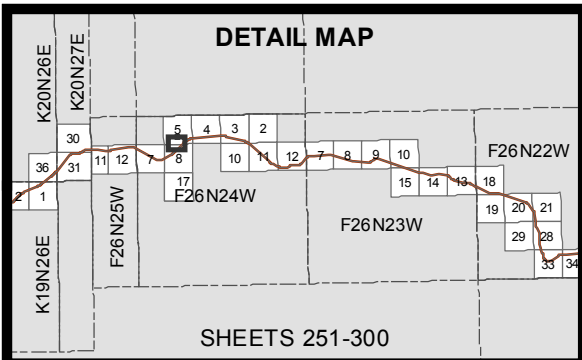 DETAIL MAP
K20N26E
K20N27E
5 4 3 2
30
36 31 11 12 7 8 10 11 12 7 8 9 10
F26N22W
2 1
17
F26N24W
15 14 13 18
F26N25W
F26N23W
19 20 21
K19N26E
29 28
33 34
SHEETS 251-300